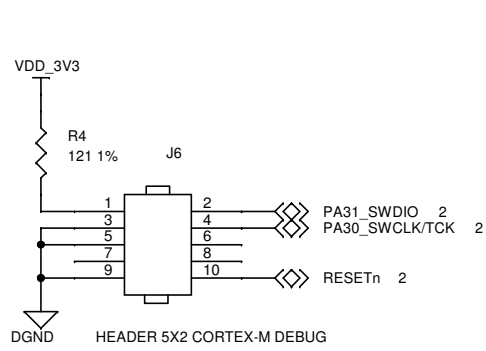 VDD_3V3
R4
121 1%
J6
1 2
3 4
5 6
7 8
9 10
PA31_SWDIO 2
PA30_SWCLK/TCK 2
RESETn 2
DGND
HEADER 5X2 CORTEX-M DEBUG